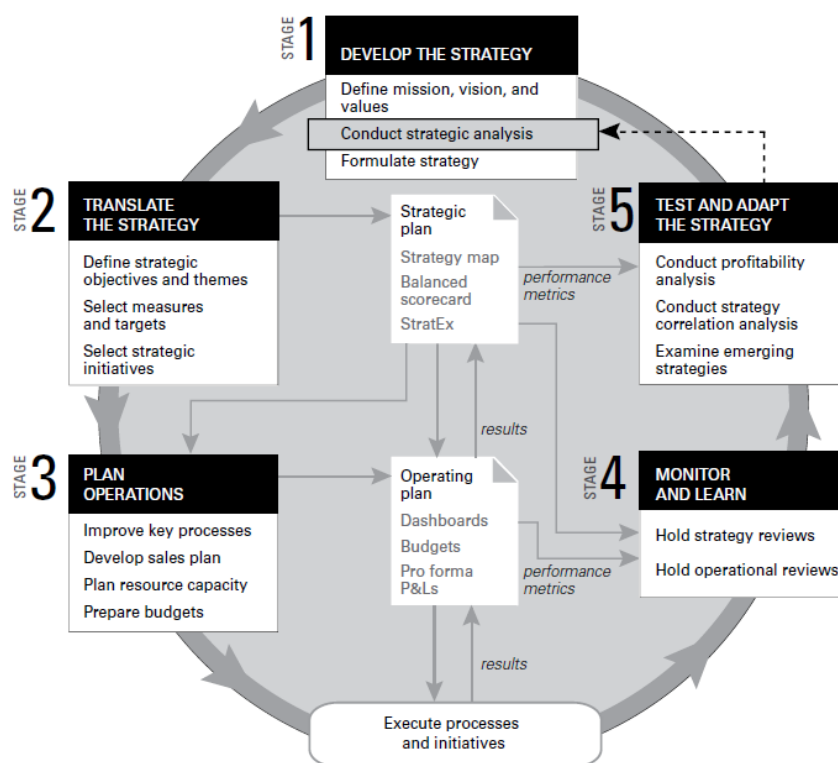 STAGE 1
DEVELOP THE STRATEGY
Define mission, vision, and
values
Conduct strategic analysis
Formulate strategy
STAGE 2
TRANSLATE
THE STRATEGY
Define strategic
objectives and themes
Select measures
and targets
Select strategic
initiatives
Strategic
plan
Strategy map
Balanced
scorecard
StratEx
performance
metrics
STAGE 5
TEST AND ADAPT
THE STRATEGY
Conduct profitability
analysis
Conduct strategy
correlation analysis
Examine emerging
strategies
results
STAGE 3
PLAN
OPERATIONS
Improve key processes
Develop sales plan
Plan resource capacity
Prepare budgets
Operating
plan
Dashboards
Budgets
Pro forma
P&Ls
performance
metrics
STAGE 4
MONITOR
AND LEARN
Hold strategy reviews
Hold operational reviews
results
Execute processes
and initiatives